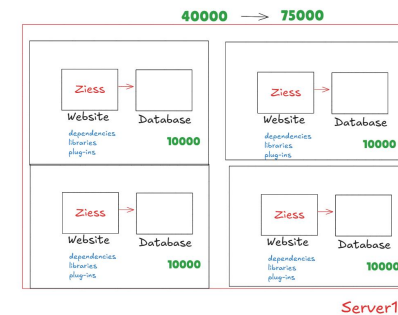 40000 → 75000
Ziess
Website
Database
dependencies
libraries
plug-ins
10000
Ziess
Website
Database
dependencies
libraries
plug-ins
10000
Ziess
Website
Database
dependencies
libraries
plug-ins
10000
Ziess
Website
Database
dependencies
libraries
plug-ins
10000
Server1